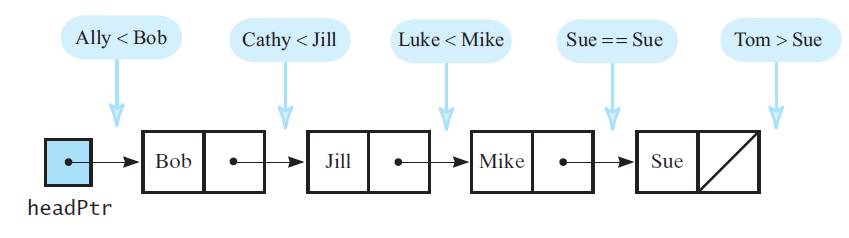 Ally < Bob
Cathy < Jill
Luke < Mike
Sue == Sue
Tom > Sue
Bob
Jill
Mike
Sue
headPtr